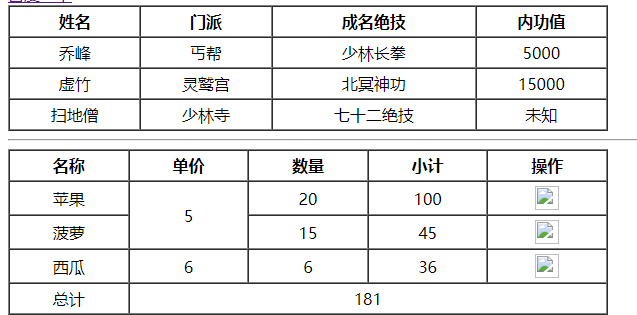 姓名 门派 成名绝技 内功值
乔峰 丐帮 少林长拳 5000
虚竹 灵鹫宫 北冥神功 15000
扫地僧 少林寺 七十二绝技 未知
名称 单价 数量 小计 操作
苹果 5 20 100
菠萝 15 45
西瓜 6 6 36
总计 181